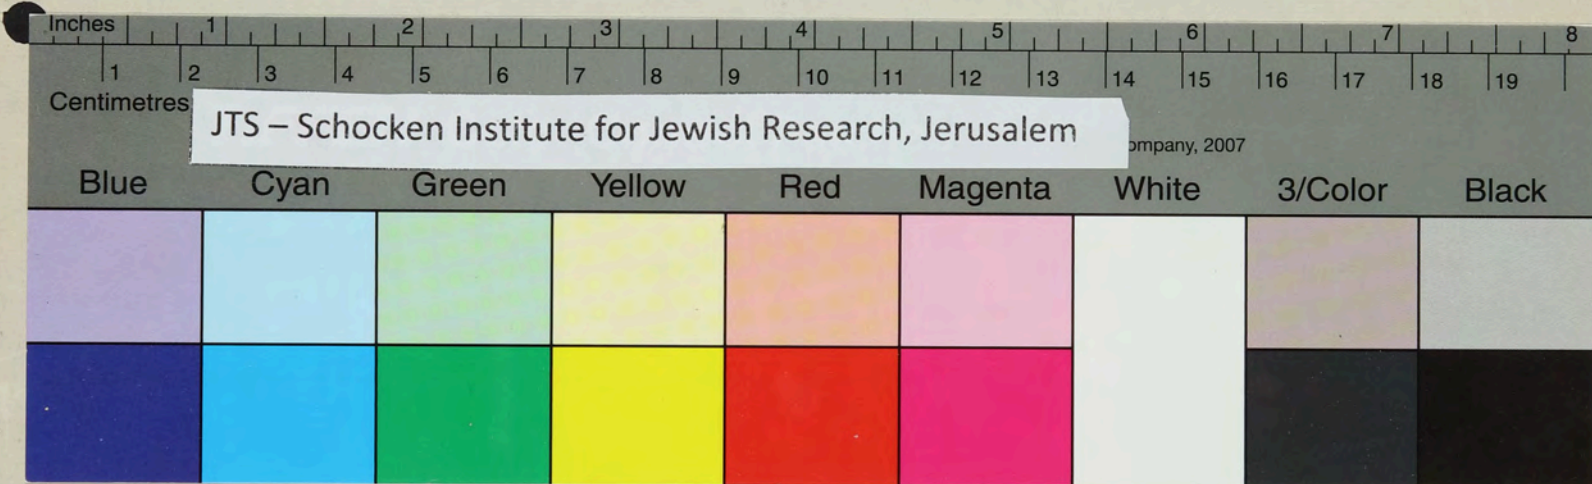 Inches 1 2 3 4 5 6 7 8
1 2 3 4 5 6 7 8 9 10 11 12 13 14 15 16 17 18 19
Centimetres
JTS – Schocken Institute for Jewish Research, Jerusalem
ompany, 2007
Blue Cyan Green Yellow Red Magenta White 3/Color Black